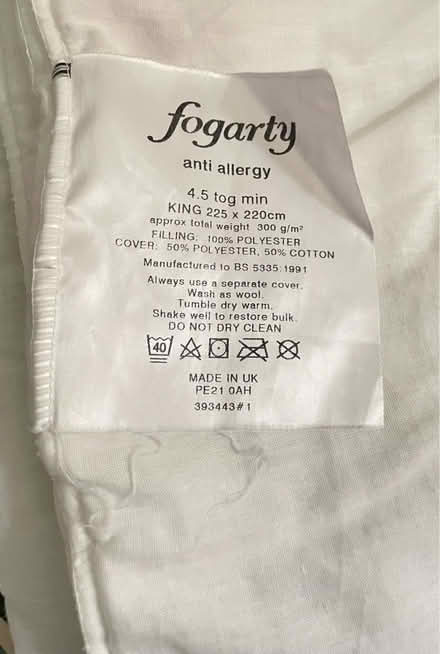 fogarty
anti allergy
4.5 tog min
KING 225 x 220cm
approx total weight 300 g/m²
FILLING: 100% POLYESTER
COVER: 50% POLYESTER, 50% COTTON
Manufactured to BS 5335:1991
Always use a separate cover.
Wash as wool.
Tumble dry warm.
Shake well to restore bulk.
DO NOT DRY CLEAN
40
MADE IN UK
PE21 0AH
393443#1